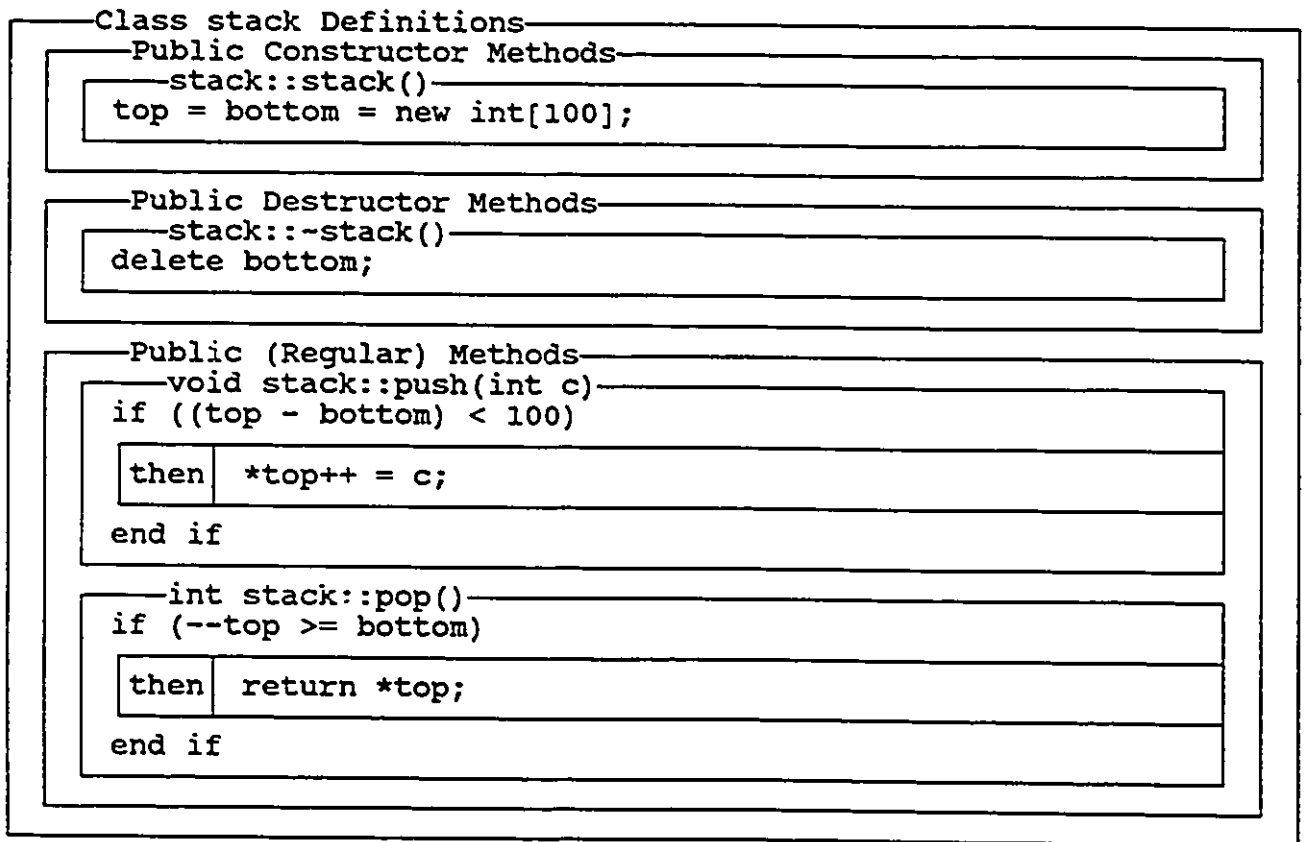 Class stack Definitions
Public Constructor Methods
stack::stack()
top = bottom = new int[100];
Public Destructor Methods
stack::~stack()
delete bottom;
Public (Regular) Methods
void stack::push(int c)
if ((top - bottom) < 100)
then *top++ = c;
end if
int stack::pop()
if (--top >= bottom)
then return *top;
end if